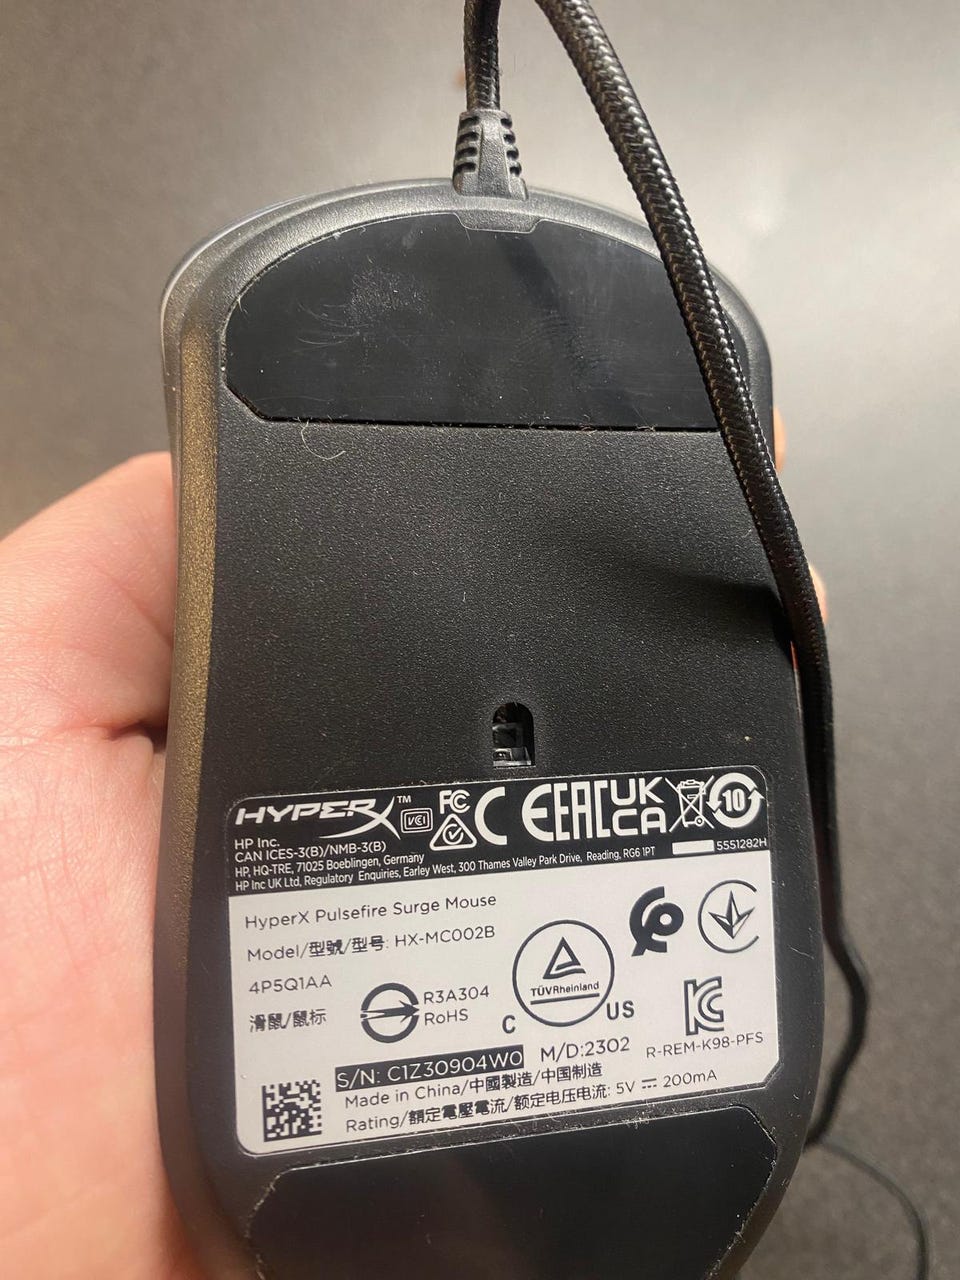 HYPERX™
VCI
FC
CE EAC UK CA
10
HP Inc.
CAN ICES-3(B)/NMB-3(B)
HP, HQ-TRE, 71025 Boeblingen, Germany
HP Inc UK Ltd, Regulatory Enquiries, Earley West, 300 Thames Valley Park Drive, Reading, RG6 1PT
5551282H
HyperX Pulsefire Surge Mouse
Model/型號/型号: HX-MC002B
4P5Q1AA
滑鼠/鼠标
R3A304
RoHS
TÜVRheinland
C US
R-REM-K98-PFS
S/N: C1Z30904W0 M/D:2302
Made in China/中國製造/中国制造
Rating/額定電壓電流/额定电压电流: 5V ⎓ 200mA